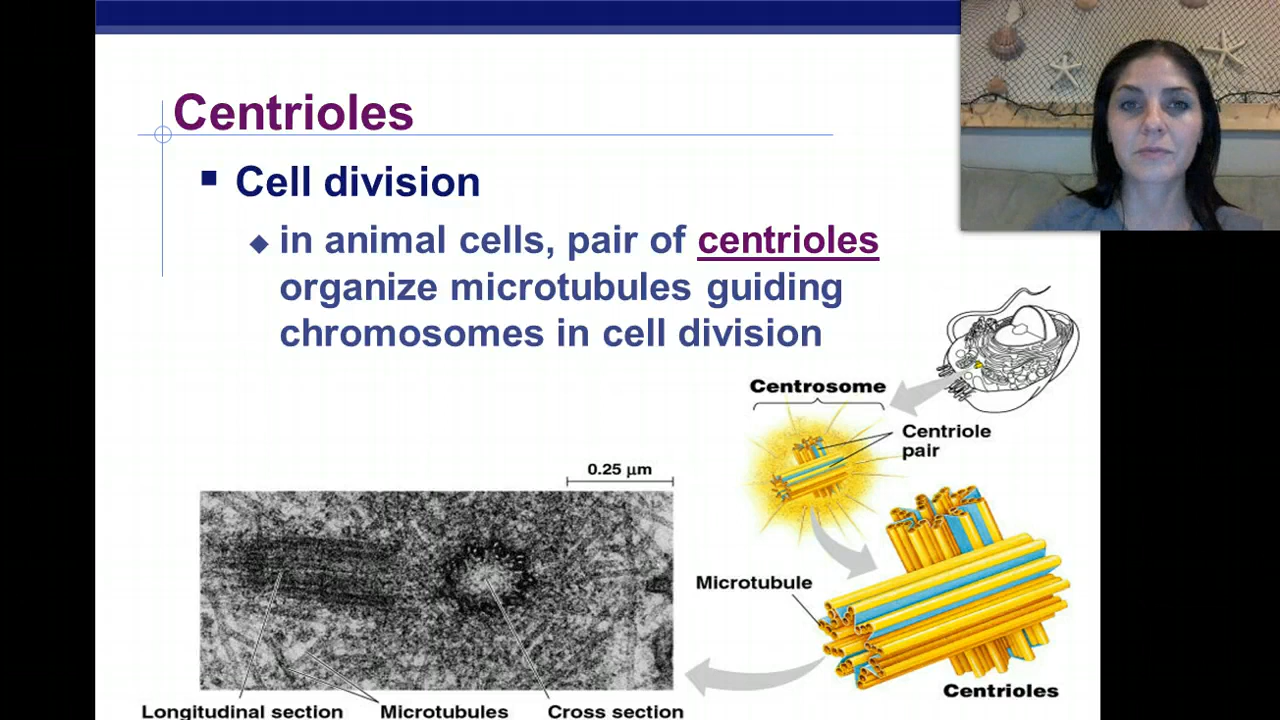 Centrioles
Cell division
in animal cells, pair of centrioles
organize microtubules guiding
chromosomes in cell division
Centrosome
Centriole
pair
0.25 µm
Microtubule
Centrioles
Longitudinal section
Microtubules
Cross section